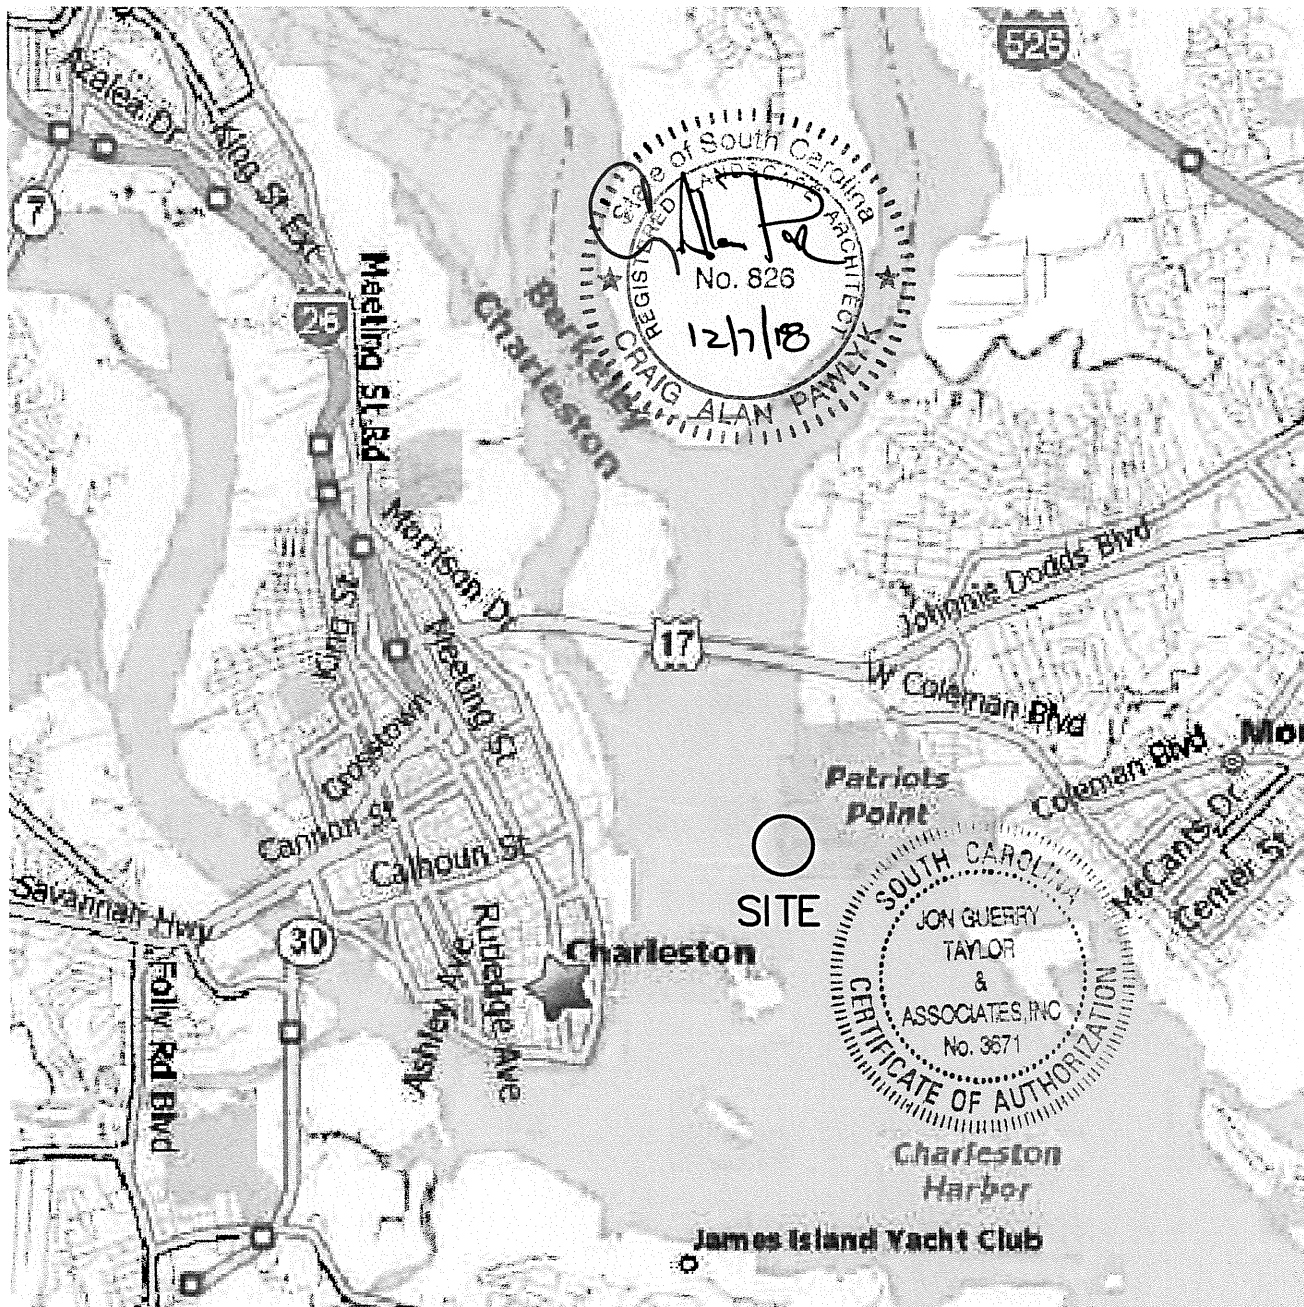 526
Azalea Dr
King St Ext
7
State of South Carolina
REGISTERED LANDSCAPE ARCHITECT
No. 826
12/7/18
CRAIG ALAN PAWLYK
26
Meeting St Rd
Berkeley
Charleston
Morrison Dr
King St
Meeting St
17
Johnnie Dodds Blvd
W Coleman Blvd
Crosstown
Coleman Blvd
Patriots
Point
Cannon St
Calhoun St
SITE
McCants Dr
Center St
Savannah Hwy
30
Rutledge Ave
Ashley Ave
Charleston
Folly Rd Blvd
SOUTH CAROLINA
JON GUERRY
TAYLOR
&
ASSOCIATES, INC
No. 3671
CERTIFICATE OF AUTHORIZATION
Charleston
Harbor
James Island Yacht Club